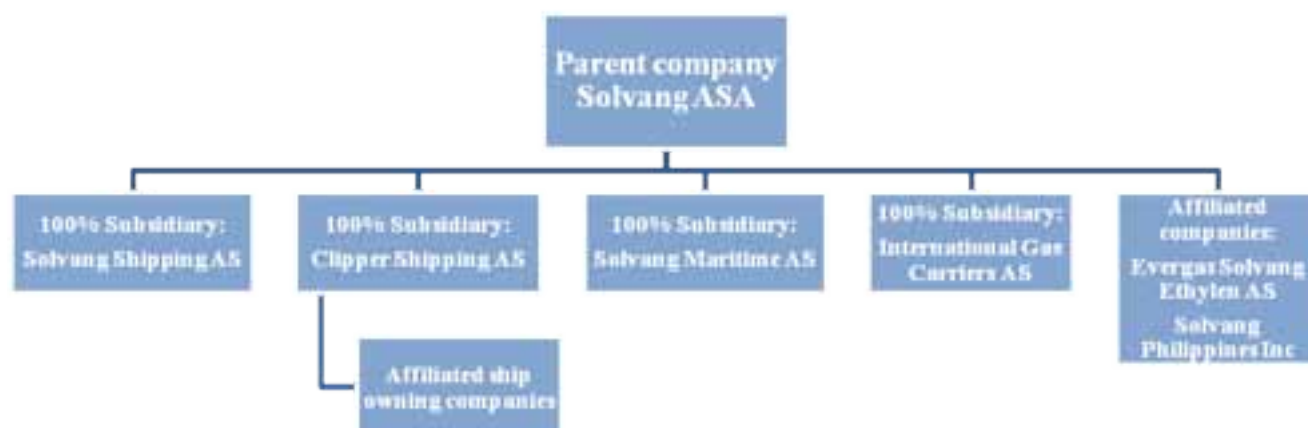 Parent company
Solvang ASA
100% Subsidiary:
Solvang Shipping AS
100% Subsidiary:
Clipper Shipping AS
100% Subsidiary:
Solvang Maritime AS
100% Subsidiary:
International Gas
Carriers AS
Affiliated
companies:
Evergas Solvang
Ethylen AS
Solvang
Philippines Inc
Affiliated ship
owning companies